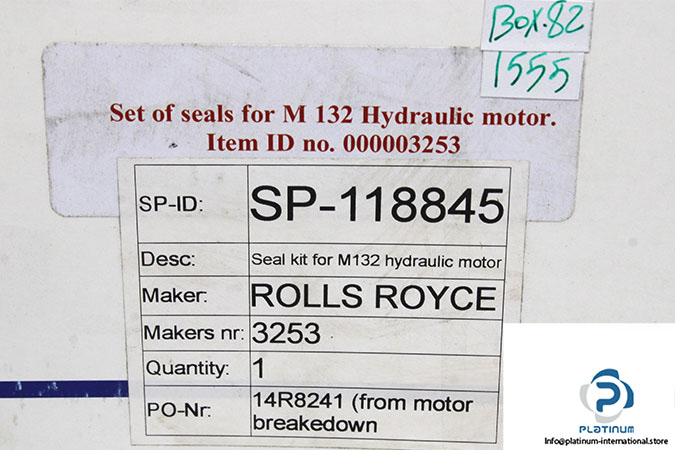 Box.82
1555
Set of seals for M 132 Hydraulic motor.
Item ID no. 000003253
SP-ID: SP-118845
Desc: Seal kit for M132 hydraulic motor
Maker: ROLLS ROYCE
Makers nr: 3253
Quantity: 1
PO-Nr: 14R8241 (from motor
breakedown
PLATINUM
info@platinum-international.store